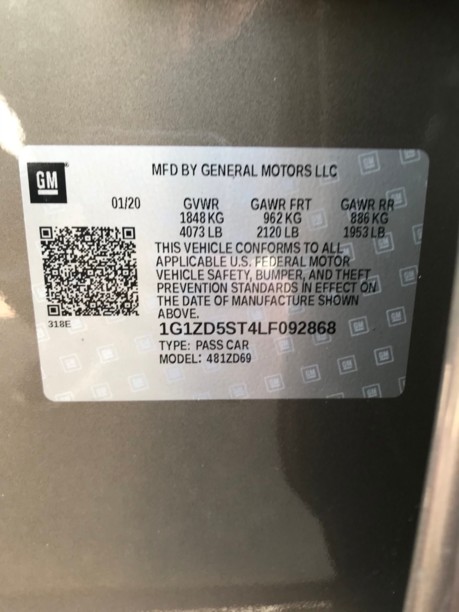 GM
MFD BY GENERAL MOTORS LLC
01/20 GVWR GAWR FRT GAWR RR
1848 KG 962 KG 886 KG
4073 LB 2120 LB 1953 LB
THIS VEHICLE CONFORMS TO ALL
APPLICABLE U.S. FEDERAL MOTOR
VEHICLE SAFETY, BUMPER, AND THEFT
PREVENTION STANDARDS IN EFFECT ON
THE DATE OF MANUFACTURE SHOWN
ABOVE.
318E
1G1ZD5ST4LF092868
TYPE: PASS CAR
MODEL: 481ZD69